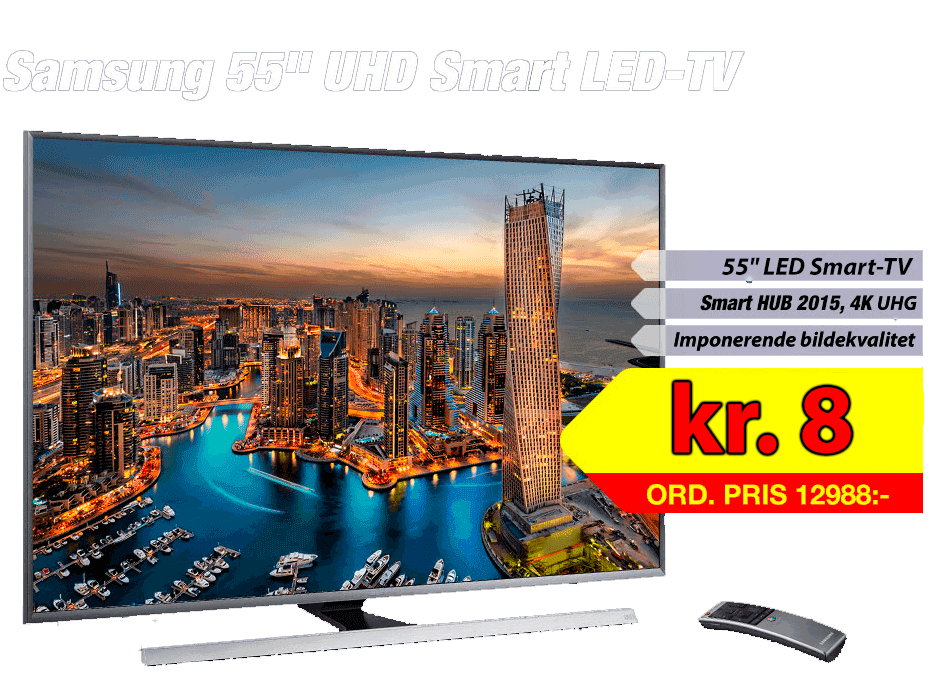 Samsung 55" UHD Smart LED-TV
55" LED Smart-TV
Smart HUB 2015, 4K UHG
Imponerende bildekvalitet
kr. 8
ORD. PRIS 12988:-